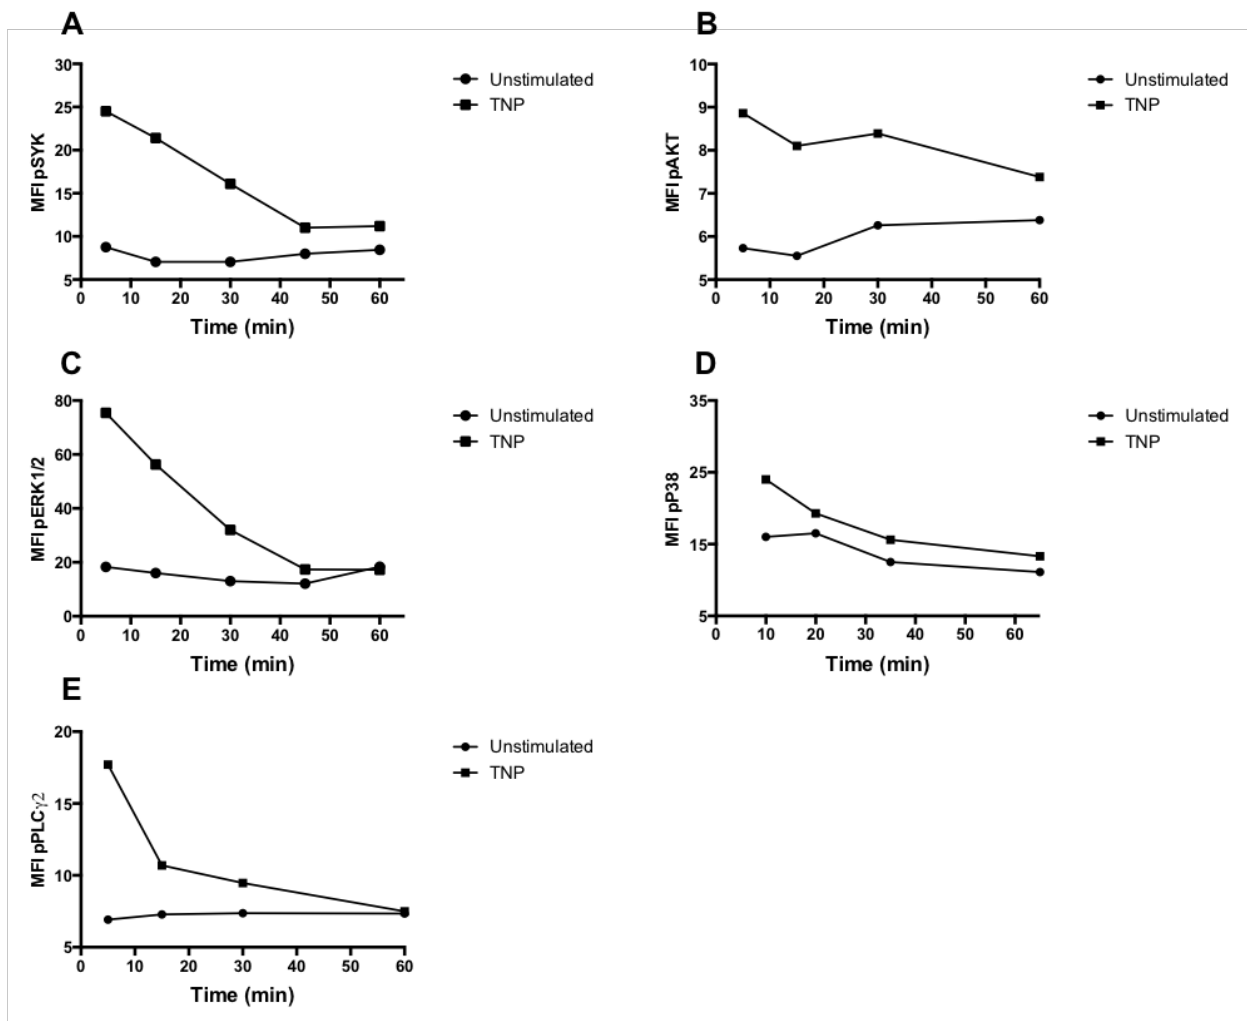 A
MFI pSYK
30
25
20
15
10
5
0 10 20 30 40 50 60
Time (min)
Unstimulated
TNP
B
MFI pAKT
10
9
8
7
6
5
0 10 20 30 40 50 60
Time (min)
Unstimulated
TNP
C
MFI pERK1/2
80
60
40
20
0
0 10 20 30 40 50 60
Time (min)
Unstimulated
TNP
D
MFI pP38
35
25
15
5
0 10 20 30 40 50 60
Time (min)
Unstimulated
TNP
E
MFI pPLCγ2
20
15
10
5
0 10 20 30 40 50 60
Time (min)
Unstimulated
TNP